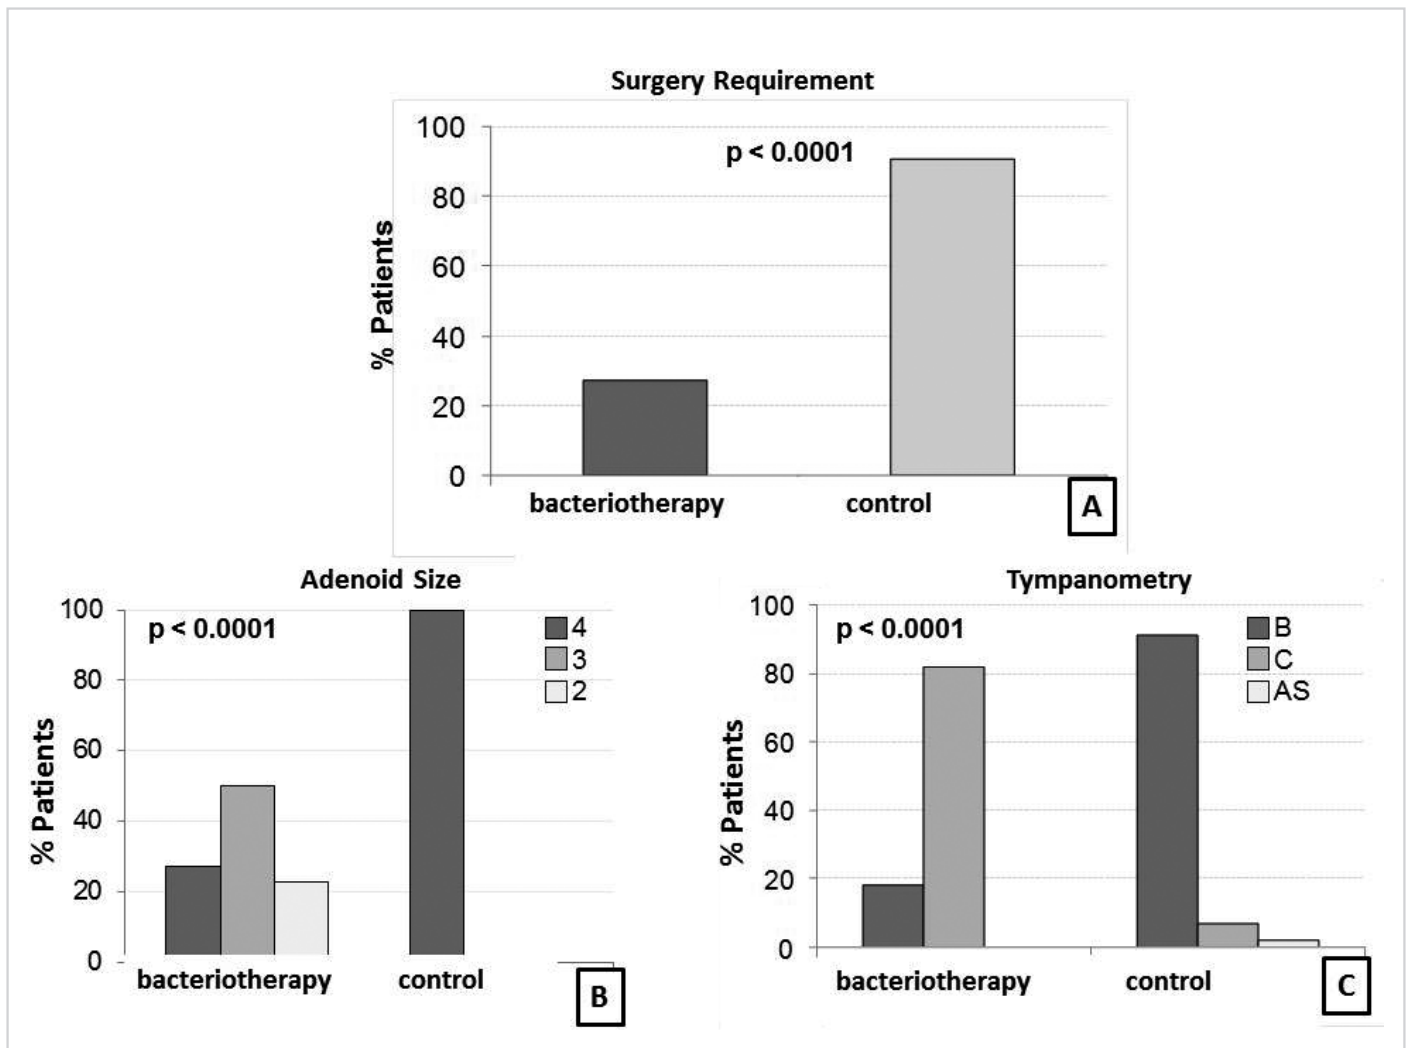 Surgery Requirement
100
p < 0.0001
80
60
40
20
0
% Patients
bacteriotherapy control
A
Adenoid Size
100
p < 0.0001
80
60
40
20
0
% Patients
4
3
2
bacteriotherapy control
B
Tympanometry
100
p < 0.0001
80
60
40
20
0
% Patients
B
C
AS
bacteriotherapy control
C